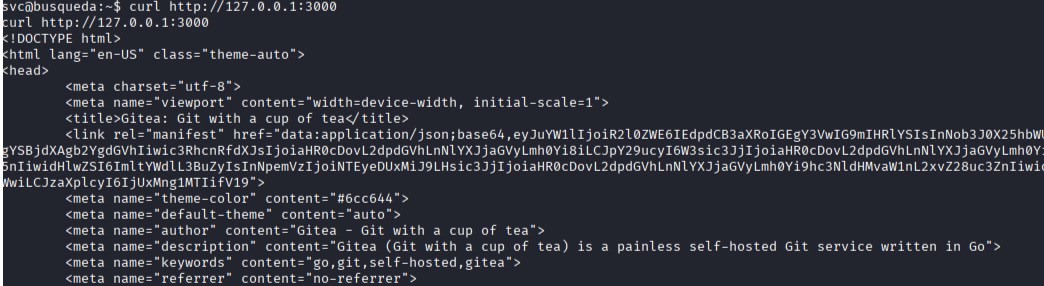 svc@busqueda:~$ curl http://127.0.0.1:3000
curl http://127.0.0.1:3000
<!DOCTYPE html>
<html lang="en-US" class="theme-auto">
<head>
<meta charset="utf-8">
<meta name="viewport" content="width=device-width, initial-scale=1">
<title>Gitea: Git with a cup of tea</title>
<link rel="manifest" href="data:application/json;base64,eyJuYW1lIjoiR2l0ZWE6IEdpdCB3aXRoIGEgY3VwIG9mIHRlYSIsInNob3J0X25hbWU
gYSBjdXAgb2YgdGVhIiwic3RhcnRfdXJsIjoiaHR0cDovL2dpdGVhLnNlYXJjaGVyLmh0Yi8iLCJpY29ucyI6W3sic3JjIjoiaHR0cDovL2dpdGVhLnNlYXJjaGVyLmh0Yi
5nIiwidHlwZSI6ImltYWdlL3BuZyIsInNpemVzIjoiNTEyeDUxMiJ9LHsic3JjIjoiaHR0cDovL2dpdGVhLnNlYXJjaGVyLmh0Yi9hc3NldHMvaW1nL2xvZ28uc3ZnIiwic
WwiLCJzaXplcyI6IjUxMng1MTIifV19">
<meta name="theme-color" content="#6cc644">
<meta name="default-theme" content="auto">
<meta name="author" content="Gitea - Git with a cup of tea">
<meta name="description" content="Gitea (Git with a cup of tea) is a painless self-hosted Git service written in Go">
<meta name="keywords" content="go,git,self-hosted,gitea">
<meta name="referrer" content="no-referrer">